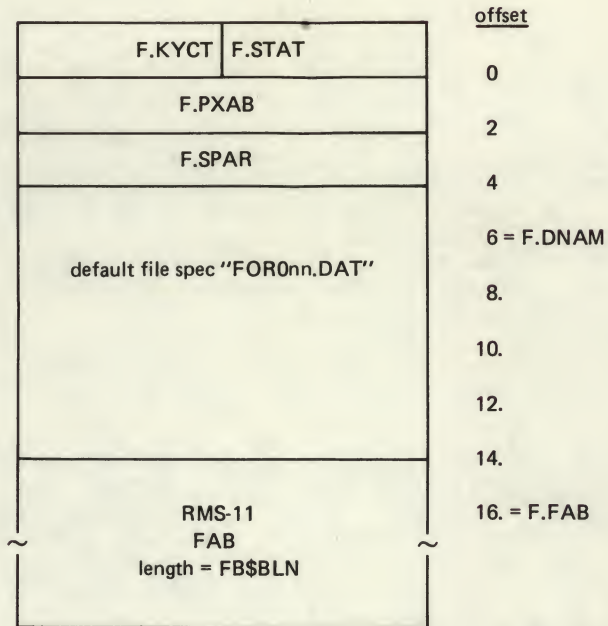 offset
F.KYCT F.STAT
0
F.PXAB
2
F.SPAR
4
6 = F.DNAM
default file spec "FOR0nn.DAT"
8.
10.
12.
14.
RMS-11
16. = F.FAB
~ FAB ~
length = FB$BLN